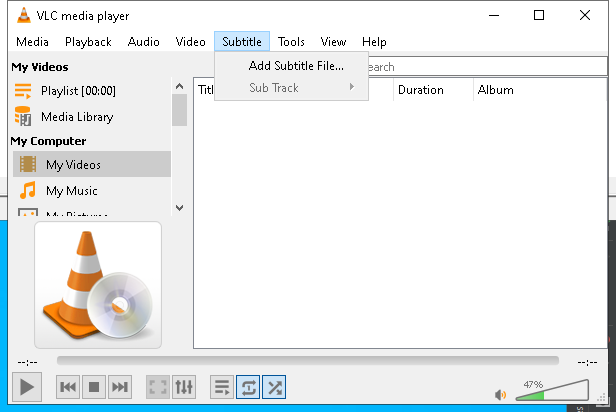 VLC media player
Media Playback Audio Video Subtitle Tools View Help
Add Subtitle File...
Sub Track
My Videos
Playlist [00:00]
Media Library
My Computer
My Videos
My Music
My Pictures
Search
Title Duration Album
--:-- --:--
47%